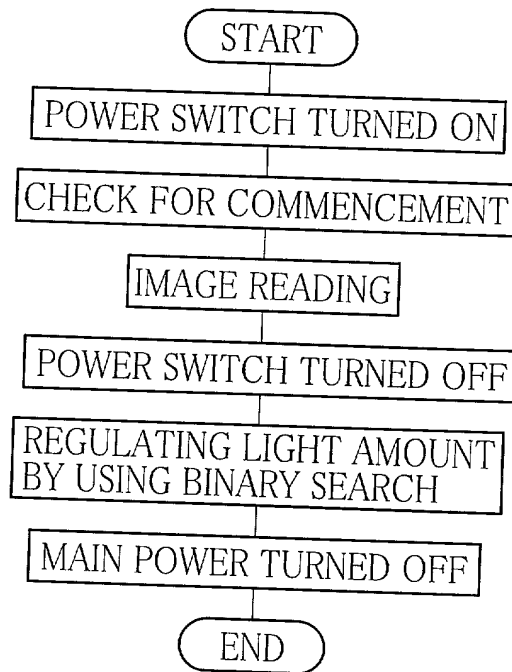 START
POWER SWITCH TURNED ON
CHECK FOR COMMENCEMENT
IMAGE READING
POWER SWITCH TURNED OFF
REGULATING LIGHT AMOUNT
BY USING BINARY SEARCH
MAIN POWER TURNED OFF
END